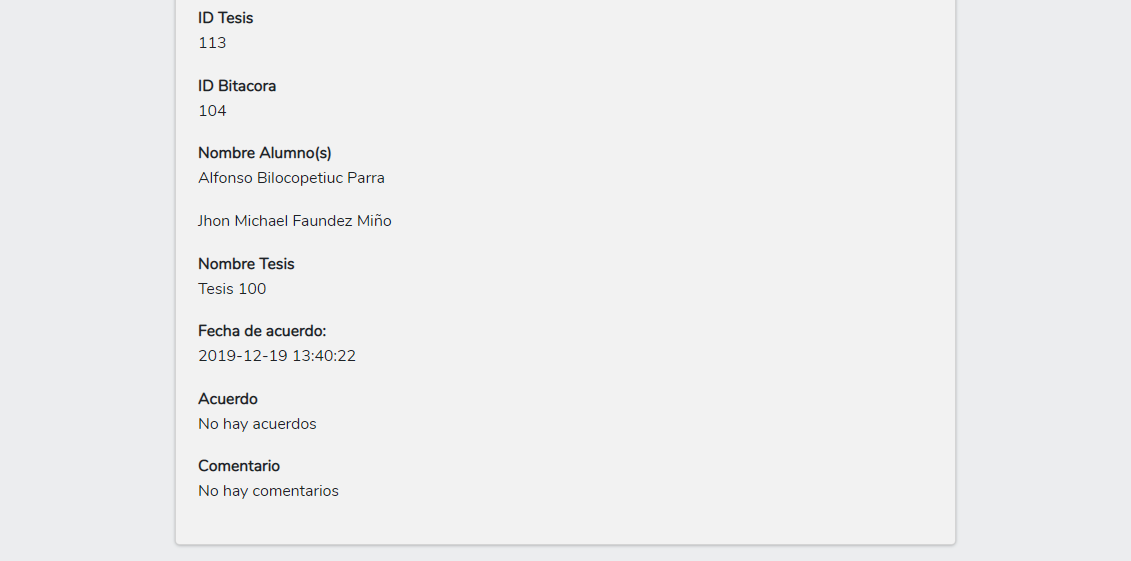 ID Tesis
113
ID Bitacora
104
Nombre Alumno(s)
Alfonso Bilocopetiuc Parra
Jhon Michael Faundez Miño
Nombre Tesis
Tesis 100
Fecha de acuerdo:
2019-12-19 13:40:22
Acuerdo
No hay acuerdos
Comentario
No hay comentarios